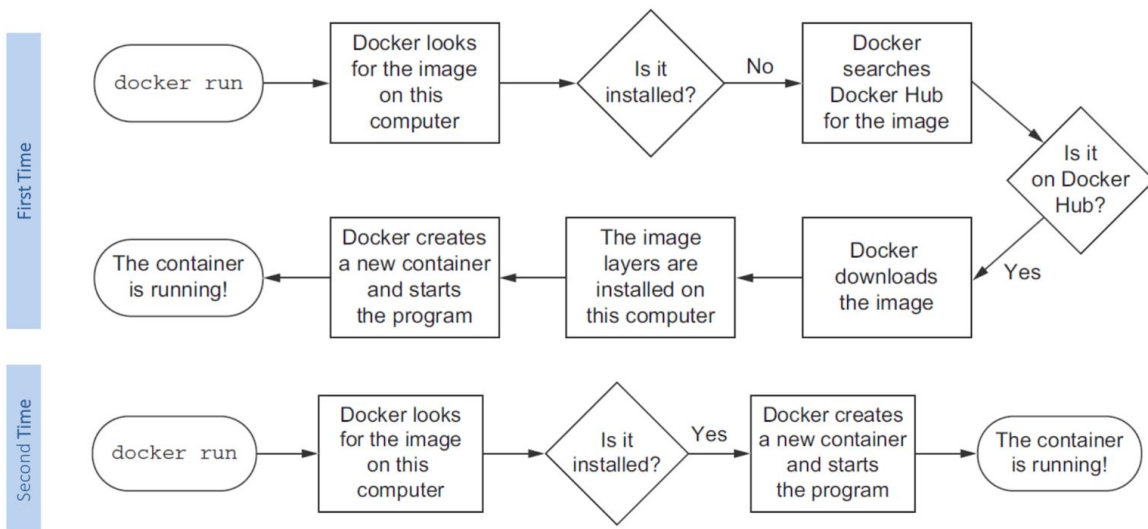 First Time
docker run
Docker looks
for the image
on this
computer
Is it
installed?
No
Docker
searches
Docker Hub
for the image
Is it
on Docker
Hub?
Yes
Docker
downloads
the image
The image
layers are
installed on
this computer
Docker creates
a new container
and starts
the program
The container
is running!
Second Time
docker run
Docker looks
for the image
on this
computer
Is it
installed?
Yes
Docker creates
a new container
and starts
the program
The container
is running!